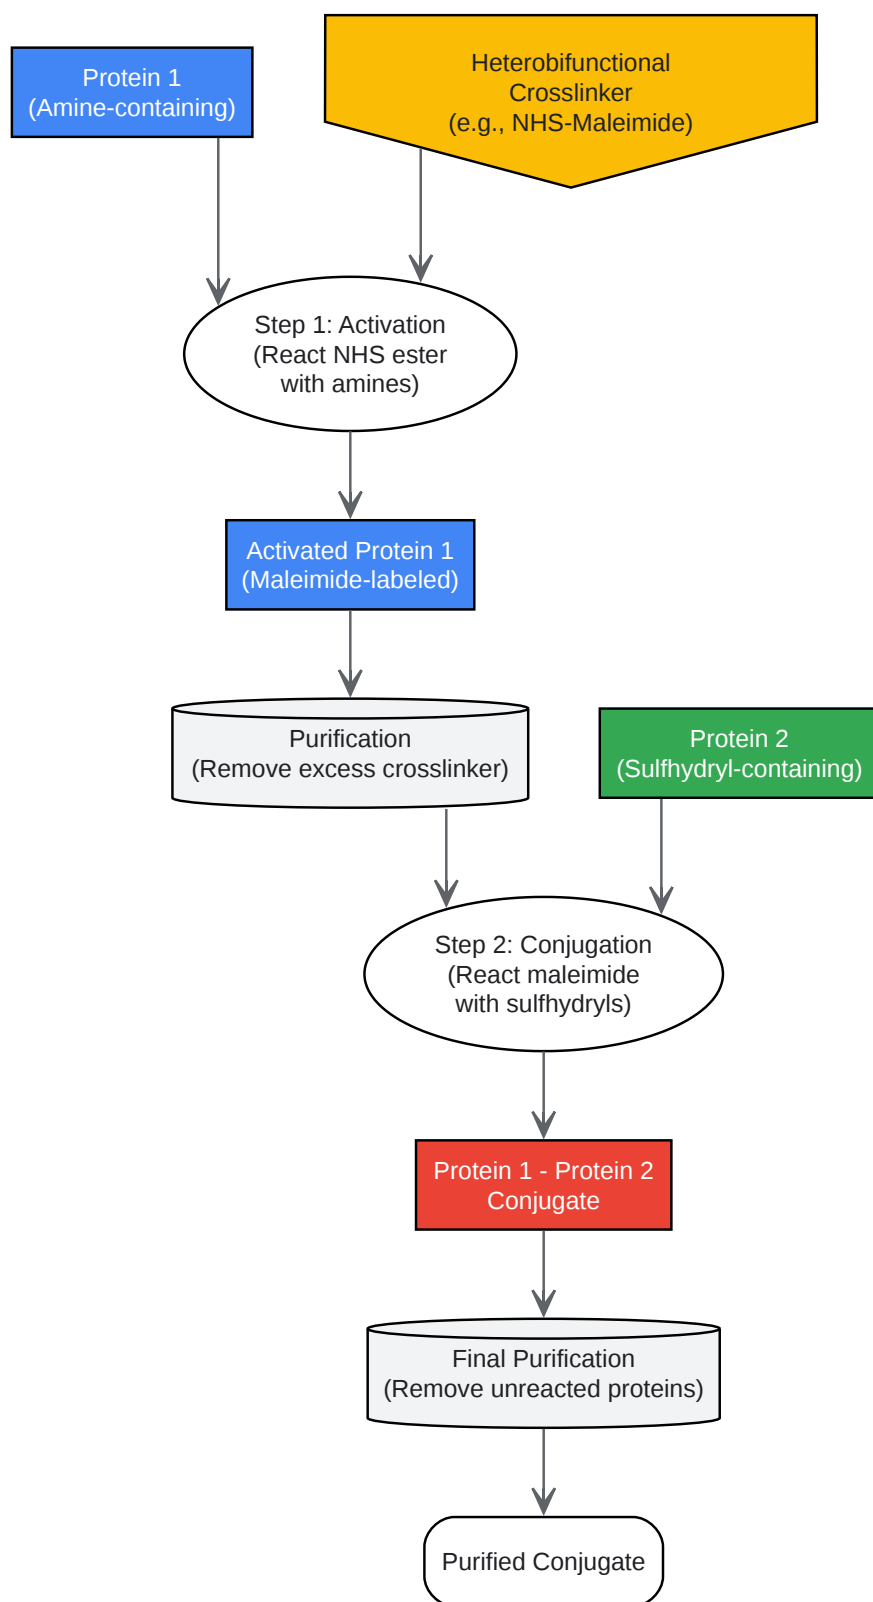 Protein 1
(Amine-containing)
Heterobifunctional
Crosslinker
(e.g., NHS-Maleimide)
Step 1: Activation
(React NHS ester
with amines)
Activated Protein 1
(Maleimide-labeled)
Purification
(Remove excess crosslinker)
Protein 2
(Sulfhydryl-containing)
Step 2: Conjugation
(React maleimide
with sulfhydryls)
Protein 1 - Protein 2
Conjugate
Final Purification
(Remove unreacted proteins)
Purified Conjugate